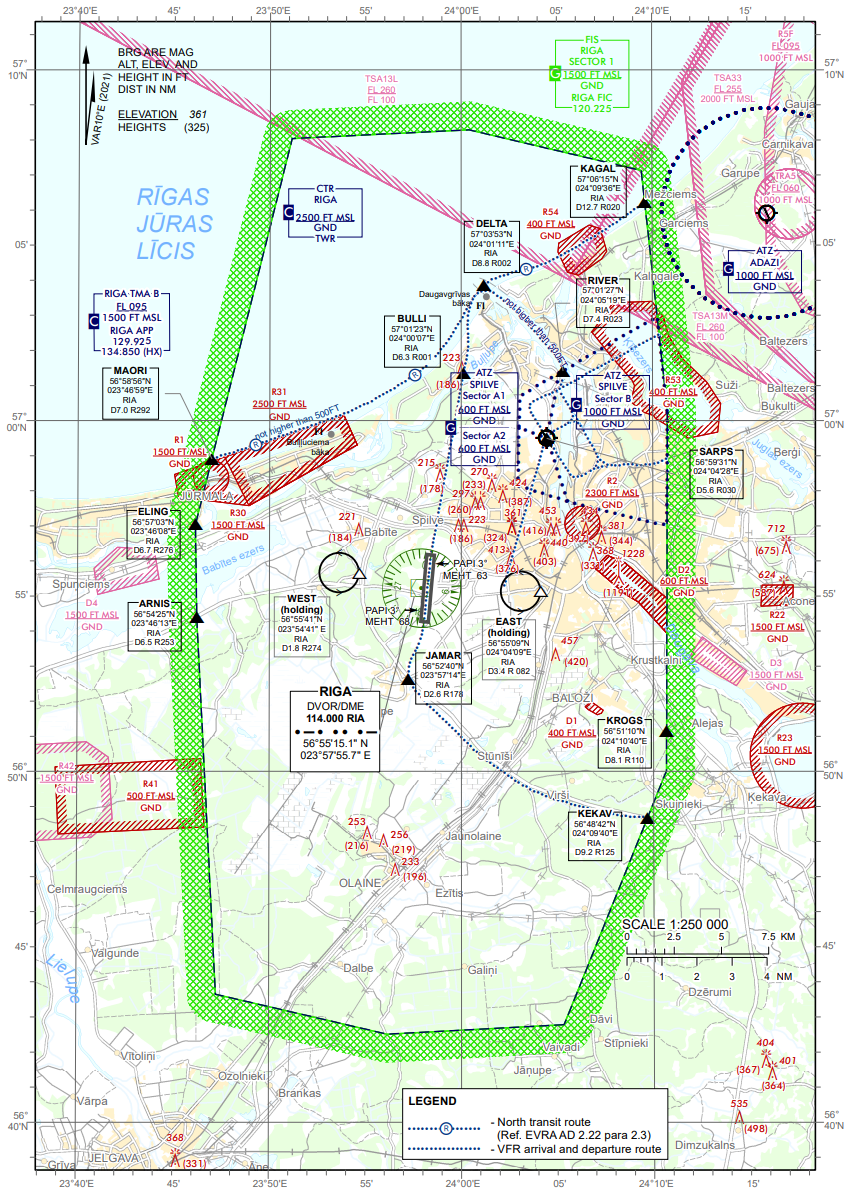 23°40'E
45'
23°50'E
55'
24°00'E
05'
24°10'E
15'
57°
10'N
05'
57°
00'N
55'
56°
50'N
45'
56°
40'N
57°
10'N
05'
57°
00'N
55'
56°
50'N
45'
56°
40'N
VAR10°E (2021)
BRG ARE MAG
ALT, ELEV, AND
HEIGHT IN FT
DIST IN NM
ELEVATION 361
HEIGHTS (325)
FIS
RIGA
SECTOR 1
G
1500 FT MSL
GND
RIGA FIC
120.225
R5F
FL 095
1000 FT MSL
TSA13L
FL 260
FL 100
TSA33
FL 255
2000 FT MSL
Gauja
Carnikava
Garupe
TRA5
FL 060
1000 FT MSL
RĪGAS
JŪRAS
LĪCIS
CTR
RIGA
C
2500 FT MSL
GND
TWR
KAGAL
57°06'15"N
024°09'36"E
RIA
D12.7 R020
Mežciems
Garciems
R54
400 FT MSL
GND
DELTA
57°03'53"N
024°01'11"E
RIA
D8.8 R002
R
ATZ
ADAZI
G
1000 FT MSL
GND
Kalngale
RIGA TMA B
FL 095
C
1500 FT MSL
RIGA APP
129.925
134.850 (HX)
Daugavgrīvas
bāka
Fl
RIVER
57°01'27"N
024°05'19"E
RIA
D7.4 R023
not higher than 500FT
TSA13M
FL 260
FL 100
Baltezers
BULLI
57°01'23"N
024°00'07"E
RIA
D6.3 R001
Buļļupe
Ķīšezers
MAORI
56°58'56"N
023°46'59"E
RIA
D7.0 R292
223
(186)
R
ATZ
SPILVE
Sector A1
600 FT MSL
GND
G
Sector A2
600 FT MSL
GND
ATZ
SPILVE
Sector B
G
1000 FT MSL
GND
R53
400 FT MSL
GND
Suži
Baltezers
Bukulti
R31
2500 FT MSL
GND
not higher than 500FT
R
Fl
Buļļuciema
bāka
R1
1500 FT MSL
GND
SARPS
56°59'31"N
024°04'28"E
RIA
D5.6 R030
Berģi
Juglas ezers
JŪRMALA
215
(178)
270
(233)
424
(387)
297
(260)
R2
2300 FT MSL
GND
R30
1500 FT MSL
GND
ELING
56°57'03"N
023°46'08"E
RIA
D6.7 R276
221
(184)
Babīte
Spilve
223
(186)
361
(324)
453
(416)
381
(344)
413
(376)
440
(403)
368
(331)
1228
(1191)
712
(675)
624
(587)
Acone
Babītes ezers
Spuņciems
D4
1500 FT MSL
GND
PAPI 3°
MEHT 63
PAPI 3°
MEHT 68
D2
600 FT MSL
GND
R22
1500 FT MSL
GND
ARNIS
56°54'25"N
023°46'13"E
RIA
D6.5 R253
WEST
(holding)
56°55'41"N
023°54'41" E
RIA
D1.8 R274
EAST
(holding)
56°55'09"N
024°04'09"E
RIA
D3.4 R 082
457
(420)
Krustkalni
D3
1500 FT MSL
GND
JAMAR
56°52'40"N
023°57'14"E
RIA
D2.6 R178
RIGA
DVOR/DME
114.000 RIA
56°55'15.1" N
023°57'55.7" E
BALOŽI
D1
400 FT MSL
GND
KROGS
56°51'10"N
024°10'40"E
RIA
D8.1 R110
Alejas
R23
1500 FT MSL
GND
Stūnīši
R42
1500 FT MSL
GND
R41
500 FT MSL
GND
Virši
Skujnieki
Ķekava
KEKAV
56°48'42"N
024°09'40"E
RIA
D9.2 R125
253
(216)
256
(219)
233
(196)
Jaunolaine
OLAINE
Ezītis
Celmraugciems
SCALE 1:250 000
0 2.5 5 7.5 KM
0 1 2 3 4 NM
Valgunde
Lielupe
Dalbe
Galiņi
Dzērumi
Dāvi
Stīpnieki
Vaivadi
Jāņupe
Vītoliņi
Ozolnieki
Brankas
Vārpa
404
(367)
401
(364)
535
(498)
368
(331)
JELGAVA
Grīva
Āne
Dimzukalns
LEGEND
R - North transit route
(Ref. EVRA AD 2.22 para 2.3)
- VFR arrival and departure route
23°40'E
45'
23°50'E
55'
24°00'E
05'
24°10'E
15'